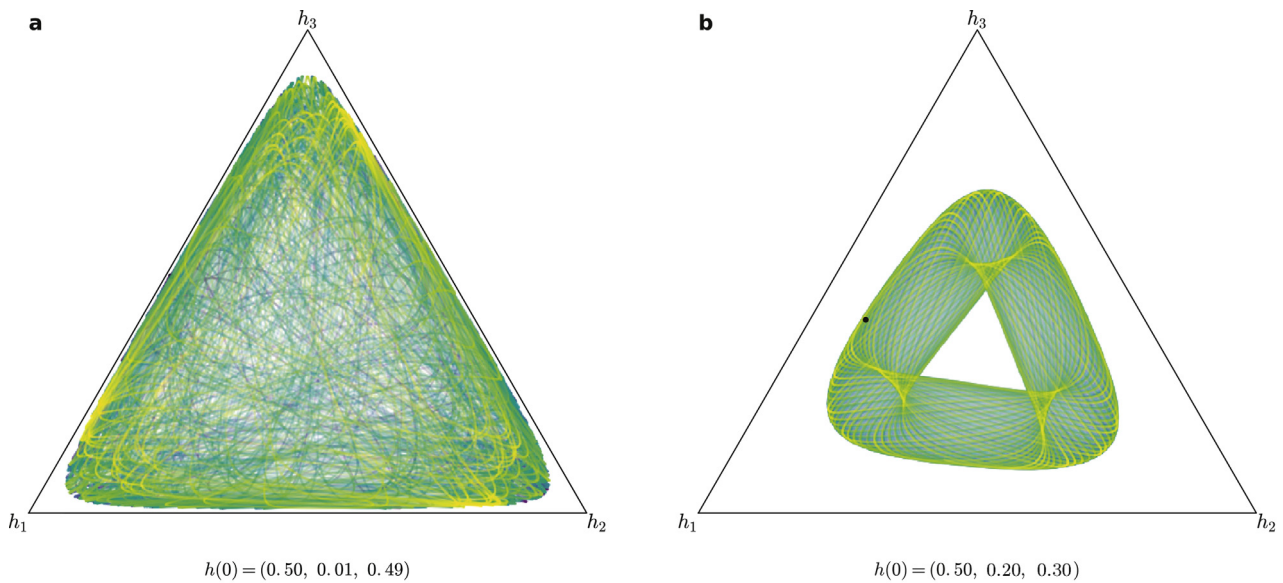 a
b
h₃
h₃
h₁
h₂
h₁
h₂
h(0) = (0.50, 0.01, 0.49)
h(0) = (0.50, 0.20, 0.30)